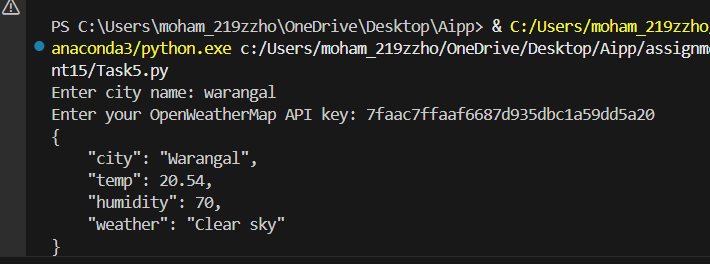 PS C:\Users\moham_219zzho\OneDrive\Desktop\Aipp> & C:/Users/moham_219zzho/
anaconda3/python.exe c:/Users/moham_219zzho/OneDrive/Desktop/Aipp/assignme
nt15/Task5.py
Enter city name: warangal
Enter your OpenWeatherMap API key: 7faac7ffaaf6687d935dbc1a59dd5a20
{
    "city": "Warangal",
    "temp": 20.54,
    "humidity": 70,
    "weather": "Clear sky"
}